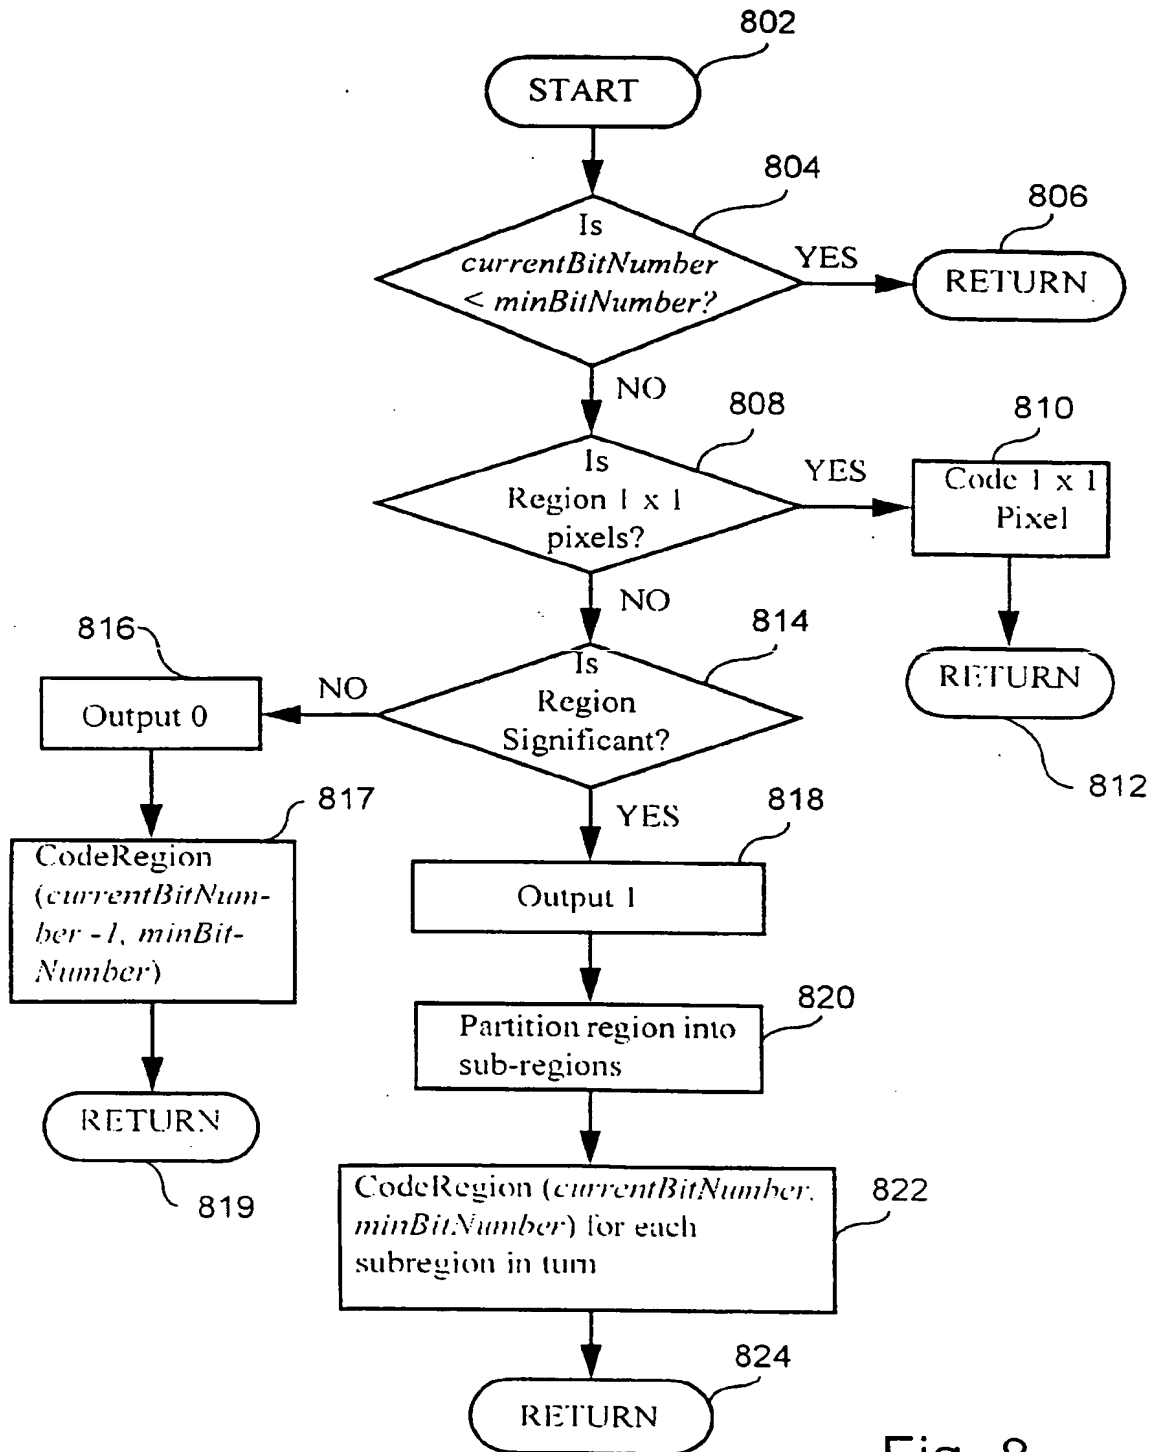 802
START
804
Is
currentBitNumber
< minBitNumber?
YES
806
RETURN
NO
808
Is
Region 1 x 1
pixels?
YES
810
Code 1 x 1
Pixel
NO
RETURN
812
814
Is
Region
Significant?
NO
816
Output 0
817
CodeRegion
(currentBitNum-
ber -1, minBit-
Number)
RETURN
819
YES
818
Output 1
820
Partition region into
sub-regions
822
CodeRegion (currentBitNumber,
minBitNumber) for each
subregion in turn
824
RETURN
Fig. 8